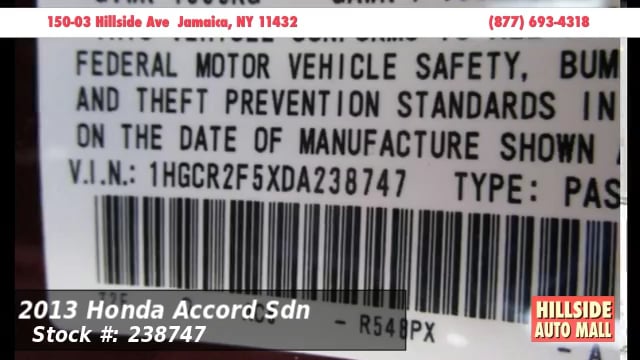 150-03 Hillside Ave Jamaica, NY 11432
(877) 693-4318
FEDERAL MOTOR VEHICLE SAFETY, BUM
AND THEFT PREVENTION STANDARDS IN
ON THE DATE OF MANUFACTURE SHOWN
V.I.N.: 1HGCR2F5XDA238747 TYPE: PAS
- R548PX
2013 Honda Accord Sdn
Stock #: 238747
HILLSIDE
AUTO MALL